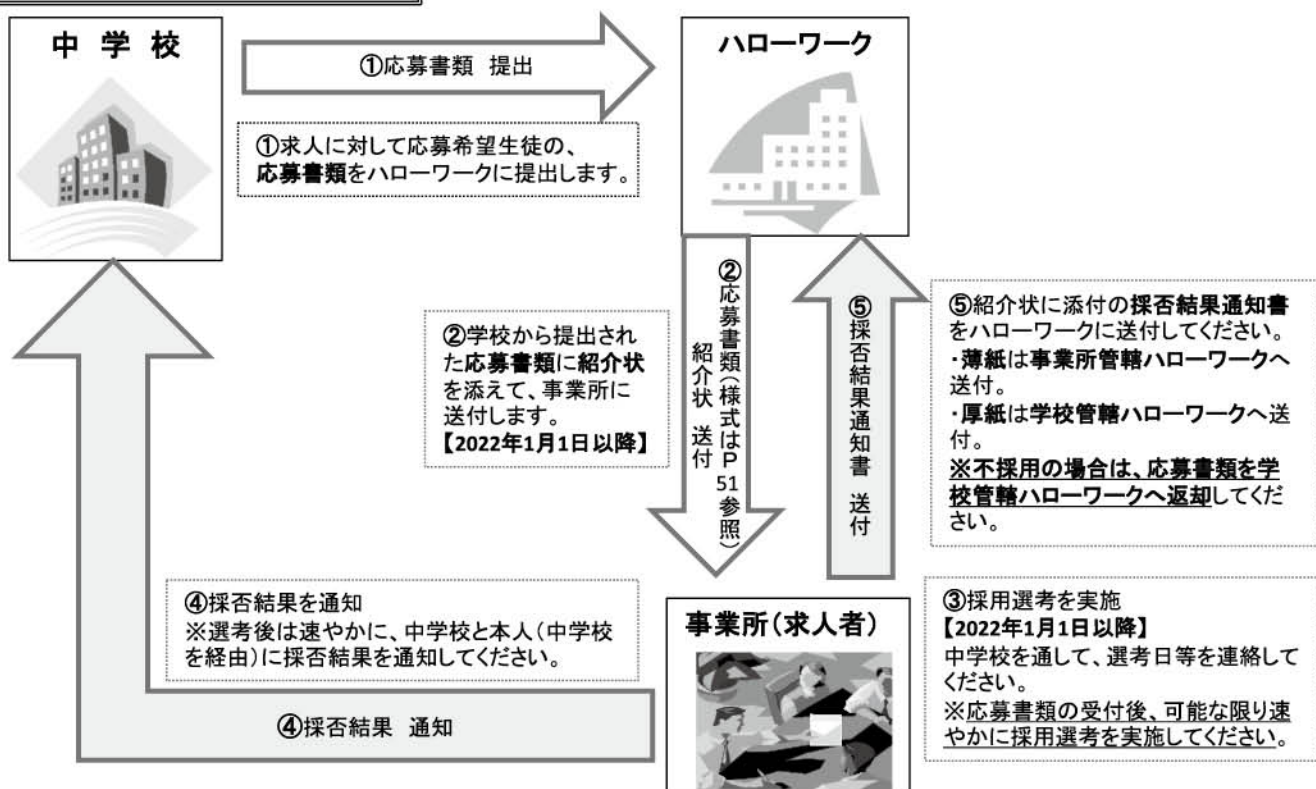 中 学 校
①応募書類 提出
ハローワーク
①求人に対して応募希望生徒の、
応募書類をハローワークに提出します。
②応募書類(様式はP51参照)
紹介状 送付
②学校から提出され
た応募書類に紹介状
を添えて、事業所に
送付します。
【2022年1月1日以降】
⑤採否結果通知書 送付
⑤紹介状に添付の採否結果通知書
をハローワークに送付してください。
・薄紙は事業所管轄ハローワークへ
送付。
・厚紙は学校管轄ハローワークへ送
付。
※不採用の場合は、応募書類を学
校管轄ハローワークへ返却してくだ
さい。
④採否結果を通知
※選考後は速やかに、中学校と本人(中学校
を経由)に採否結果を通知してください。
④採否結果 通知
事業所(求人者)
③採用選考を実施
【2022年1月1日以降】
中学校を通して、選考日等を連絡して
ください。
※応募書類の受付後、可能な限り速
やかに採用選考を実施してください。